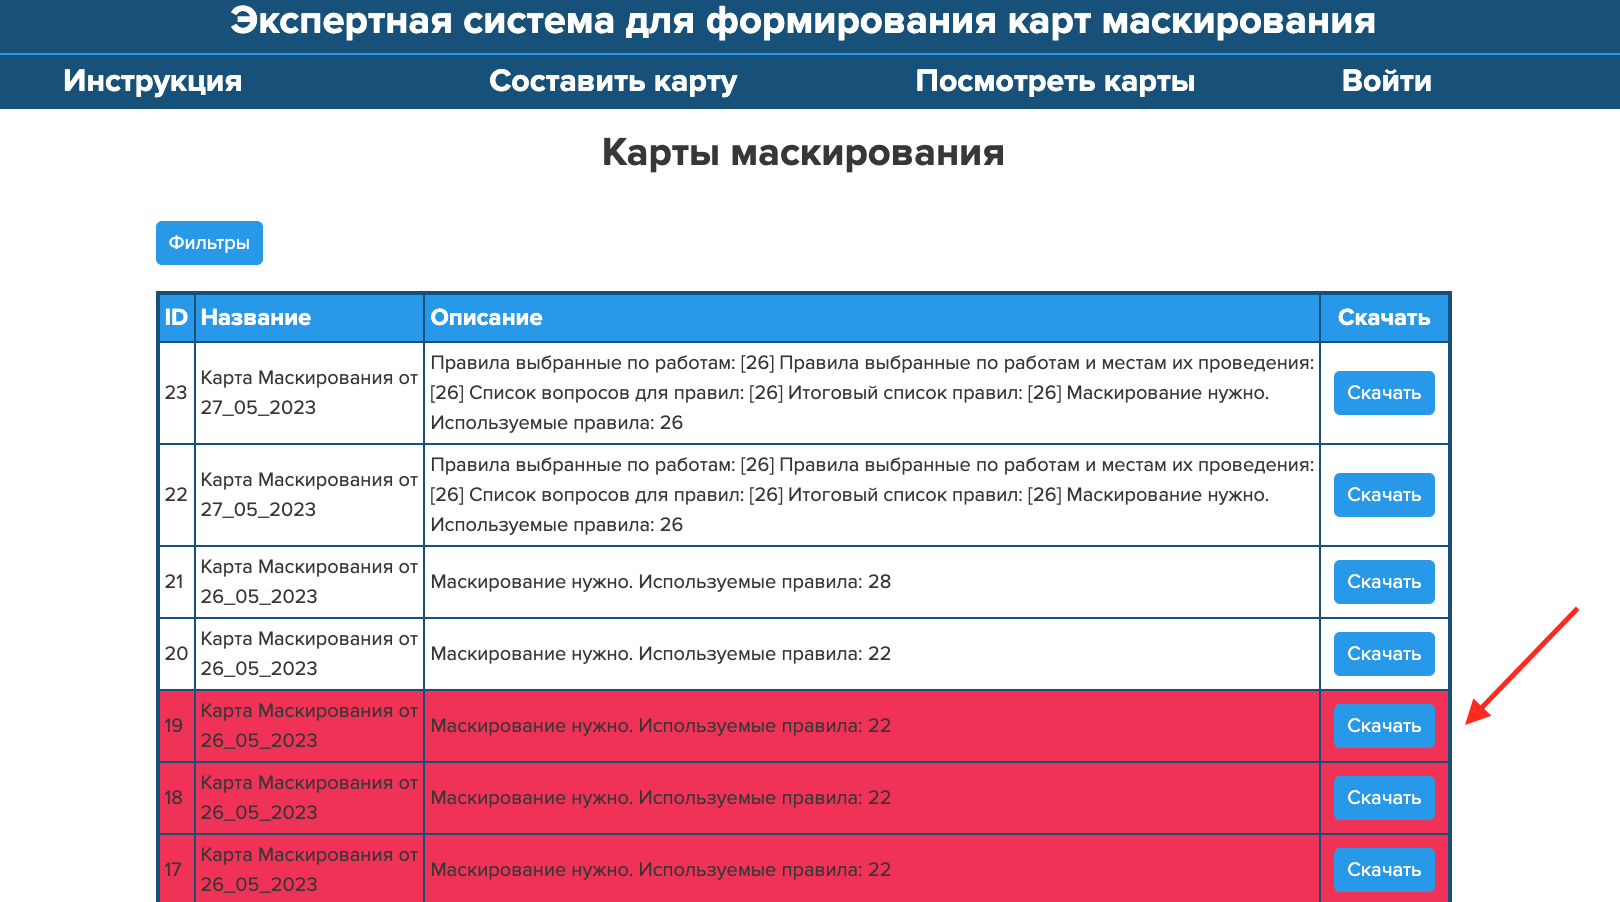 Экспертная система для формирования карт маскирования
Инструкция
Составить карту
Посмотреть карты
Войти
Карты маскирования
Фильтры
ID
Название
Описание
Скачать
23
Карта Маскирования от
27_05_2023
Правила выбранные по работам: [26] Правила выбранные по работам и местам их проведения:
[26] Список вопросов для правил: [26] Итоговый список правил: [26] Маскирование нужно.
Используемые правила: 26
Скачать
22
Карта Маскирования от
27_05_2023
Правила выбранные по работам: [26] Правила выбранные по работам и местам их проведения:
[26] Список вопросов для правил: [26] Итоговый список правил: [26] Маскирование нужно.
Используемые правила: 26
Скачать
21
Карта Маскирования от
26_05_2023
Маскирование нужно. Используемые правила: 28
Скачать
20
Карта Маскирования от
26_05_2023
Маскирование нужно. Используемые правила: 22
Скачать
19
Карта Маскирования от
26_05_2023
Маскирование нужно. Используемые правила: 22
Скачать
18
Карта Маскирования от
26_05_2023
Маскирование нужно. Используемые правила: 22
Скачать
17
Карта Маскирования от
26_05_2023
Маскирование нужно. Используемые правила: 22
Скачать